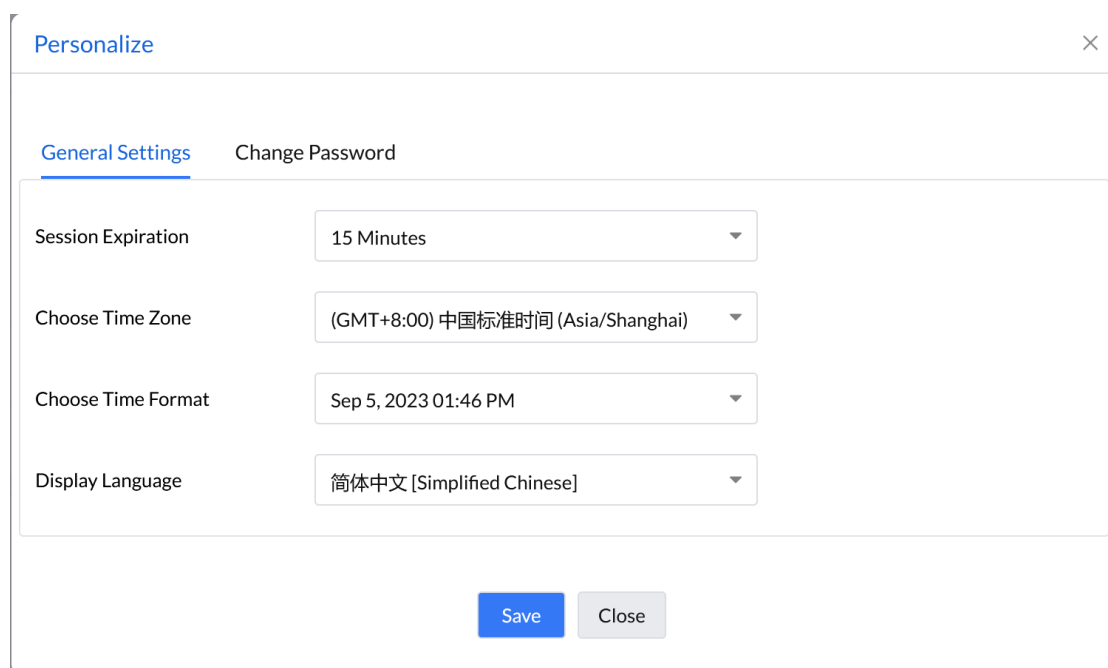 Personalize
General Settings
Change Password
Session Expiration
15 Minutes
Choose Time Zone
(GMT+8:00) 中国标准时间 (Asia/Shanghai)
Choose Time Format
Sep 5, 2023 01:46 PM
Display Language
简体中文 [Simplified Chinese]
Save
Close